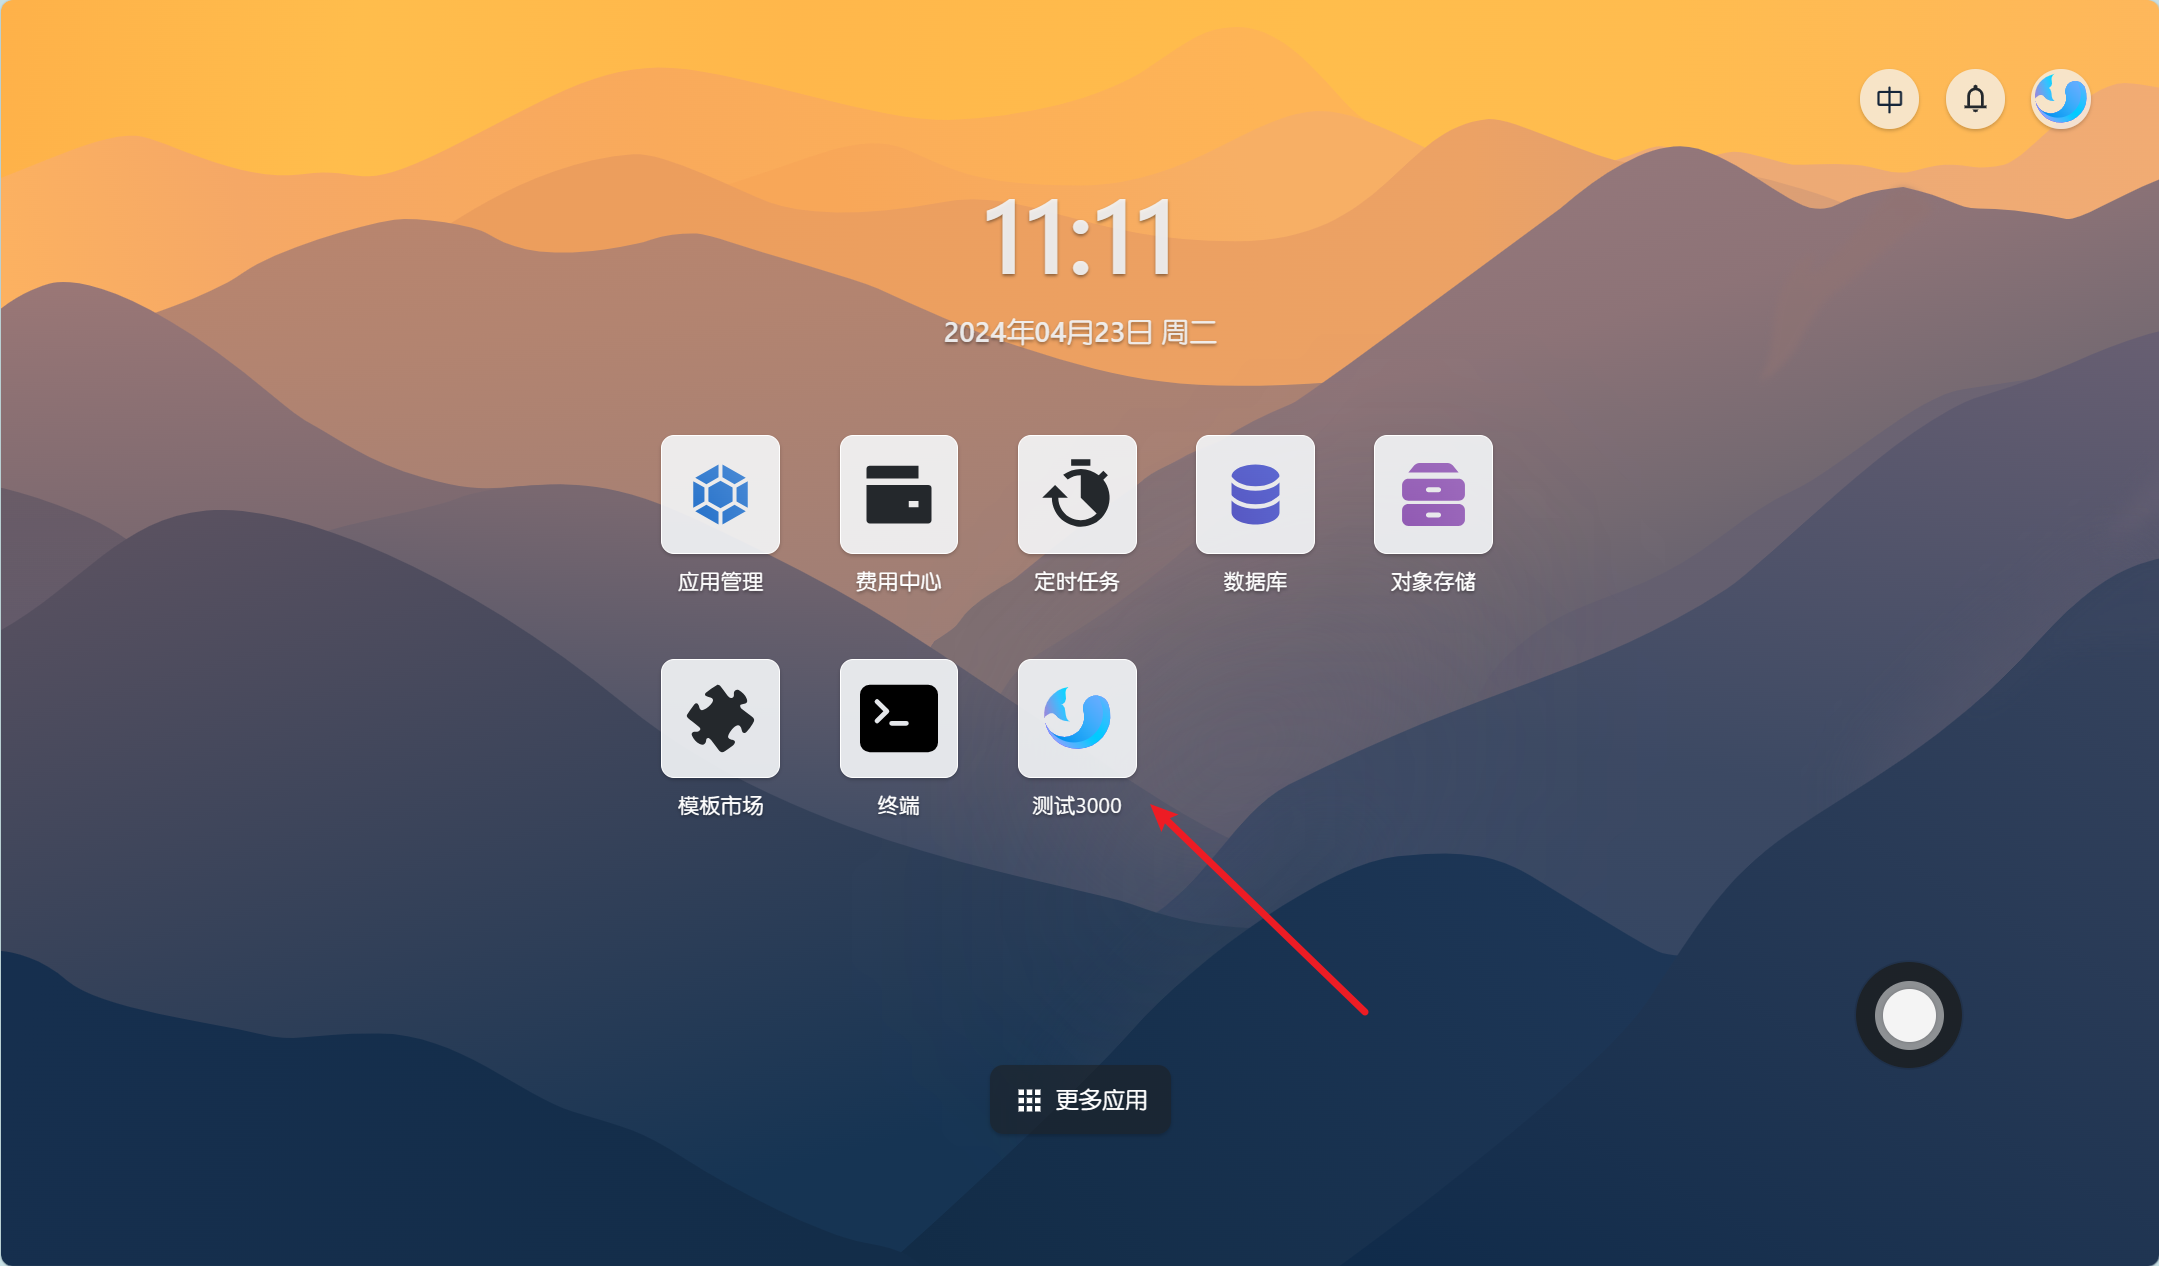 中
11:11
2024年04月23日 周二
应用管理
费用中心
定时任务
数据库
对象存储
模板市场
终端
测试3000
更多应用